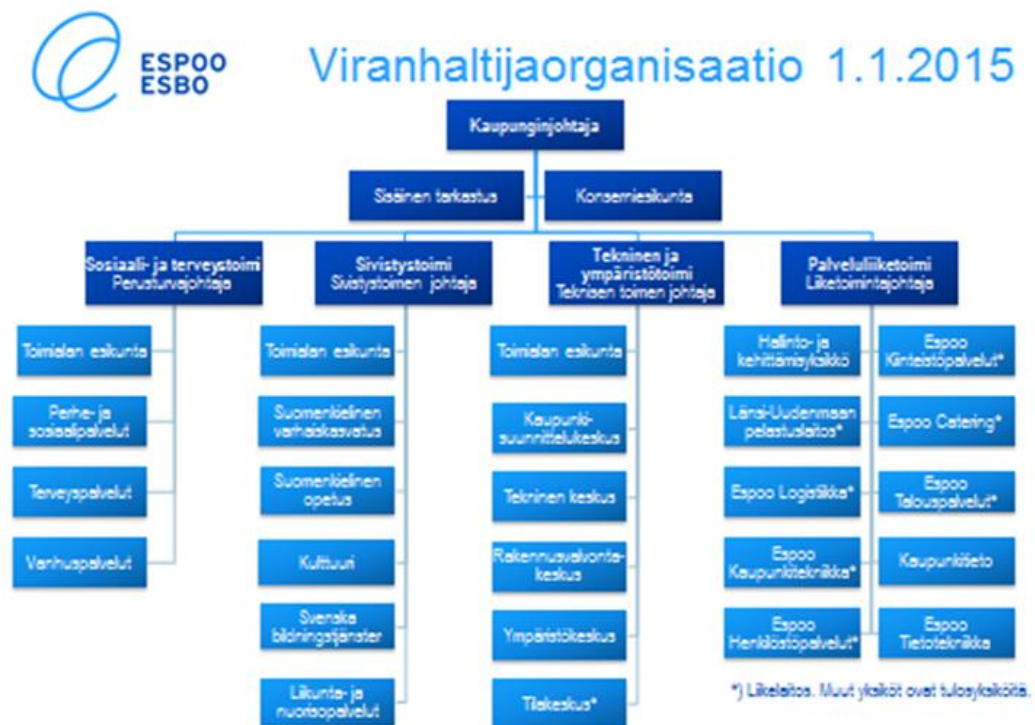 ESPOO
ESBO
Viranhaltijaorganisaatio 1.1.2015
Kaupunginjohtaja
Sisäinen tarkastus
Konserniesikunta
Sosiaali- ja terveystoimi
Perusturvajohtaja
Sivistystoimi
Sivistystoimen johtaja
Tekninen ja
ympäristötoimi
Teknisen toimen johtaja
Palveluliiketoimi
Liiketoimintajohtaja
Toimialan esikunta
Perhe- ja
sosiaalipalvelut
Terveyspalvelut
Vanhuspalvelut
Toimialan esikunta
Suomenkielinen
varhaiskasvatus
Suomenkielinen
opetus
Kulttuuri
Svenska
bildningstjänster
Liikunta- ja
nuorisopalvelut
Toimialan esikunta
Kaupunki-
suunnittelukeskus
Tekninen keskus
Rakennusvalvonta-
keskus
Ympäristökeskus
Tilakeskus*
Hallinto- ja
kehittämisyksikkö
Länsi-Uudenmaan
pelastuslaitos*
Espoo Logistiikka*
Espoo
Kaupunkitekniikka*
Espoo
Henkilöstöpalvelut*
Espoo
Kiinteistöpalvelut*
Espoo Catering*
Espoo
Talouspalvelut*
Kaupunkitieto
Espoo
Tietotekniikka
*) Liikelaitos. Muut yksiköt ovat tulosyksiköitä.